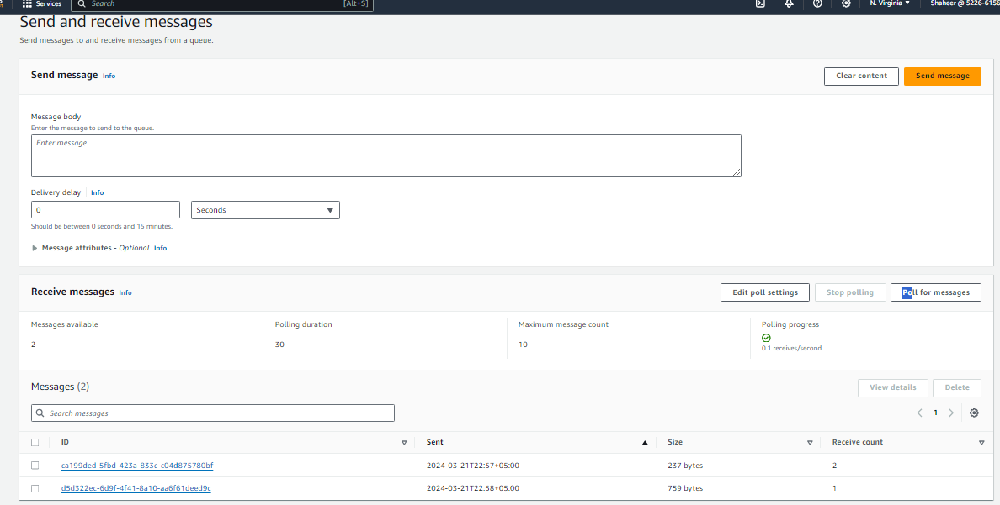 Services Search [Alt+S] N. Virginia Shaheer @ 5226-6156
Send and receive messages
Send messages to and receive messages from a queue.
Send message Info Clear content Send message
Message body
Enter the message to send to the queue.
Enter message
Delivery delay Info
0 Seconds
Should be between 0 seconds and 15 minutes.
Message attributes - Optional Info
Receive messages Info Edit poll settings Stop polling Poll for messages
Messages available Polling duration Maximum message count Polling progress
2 30 10
0.1 receives/second
Messages (2) View details Delete
Search messages 1
ID Sent Size Receive count
ca199ded-5fbd-423a-833c-c04d875780bf 2024-03-21T22:57+05:00 237 bytes 2
d5d322ec-6d9f-4f41-8a10-aa6f61deed9c 2024-03-21T22:58+05:00 759 bytes 1